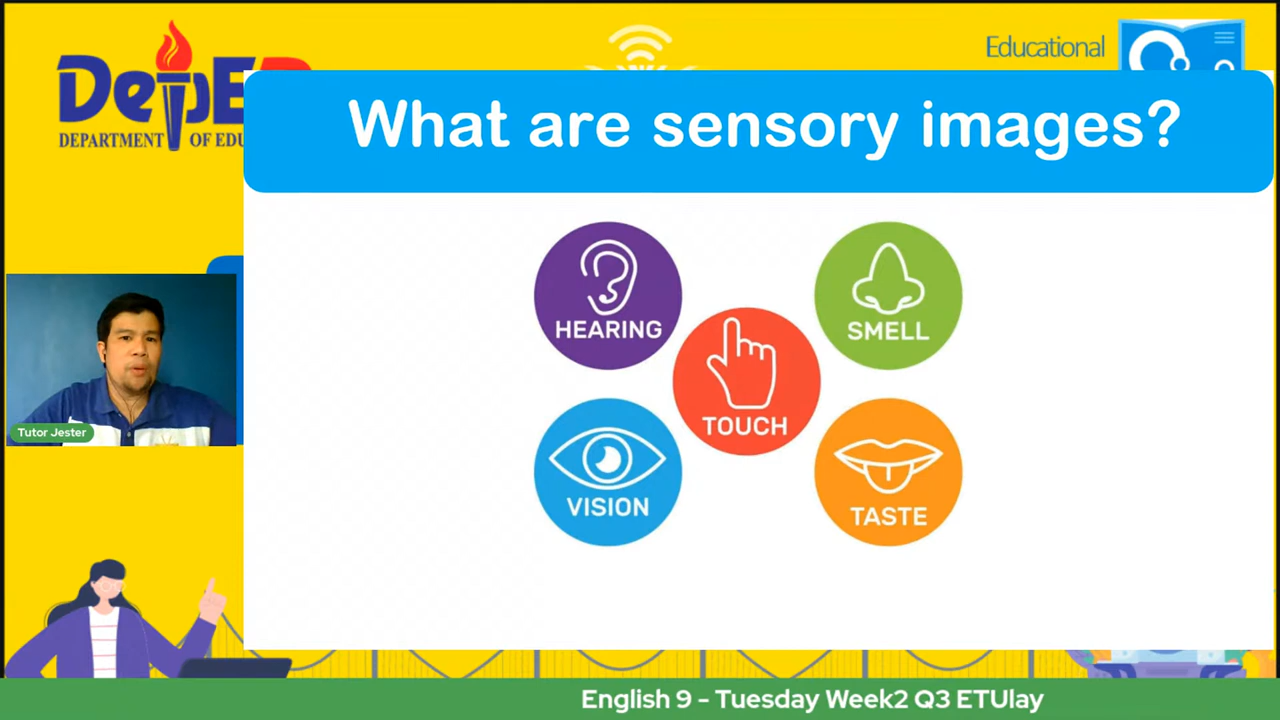 DepED
DEPARTMENT OF EDU
Educational
What are sensory images?
HEARING
SMELL
TOUCH
VISION
TASTE
Tutor Jester
English 9 - Tuesday Week2 Q3 ETUlay